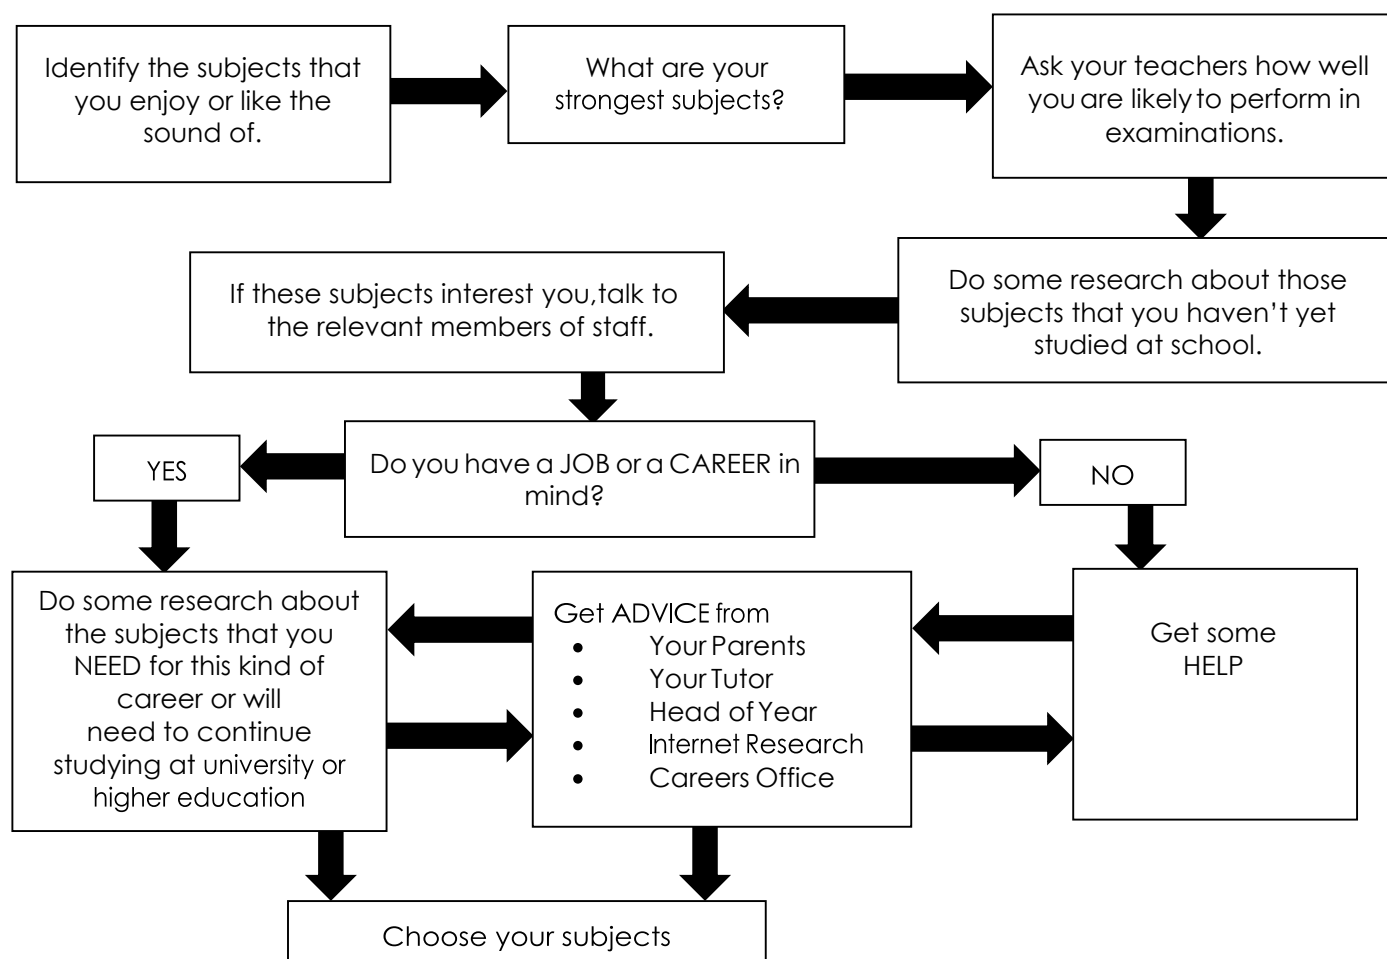 Identify the subjects that
you enjoy or like the
sound of.
What are your
strongest subjects?
Ask your teachers how well
you are likely to perform in
examinations.
Do some research about those
subjects that you haven't yet
studied at school.
If these subjects interest you,talk to
the relevant members of staff.
Do you have a JOB or a CAREER in
mind?
YES
NO
Do some research about
the subjects that you
NEED for this kind of
career or will
need to continue
studying at university or
higher education
Get ADVICE from
• Your Parents
• Your Tutor
• Head of Year
• Internet Research
• Careers Office
Get some
HELP
Choose your subjects